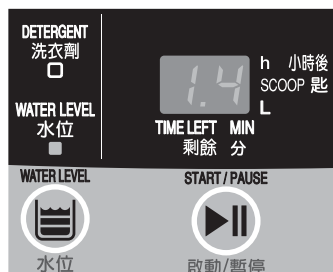 DETERGENT
洗衣劑
WATER LEVEL
水位
1.4
h 小時後
SCOOP 匙
L
TIME LEFT MIN
剩餘 分
WATER LEVEL
水位
START / PAUSE
啟動/暫停